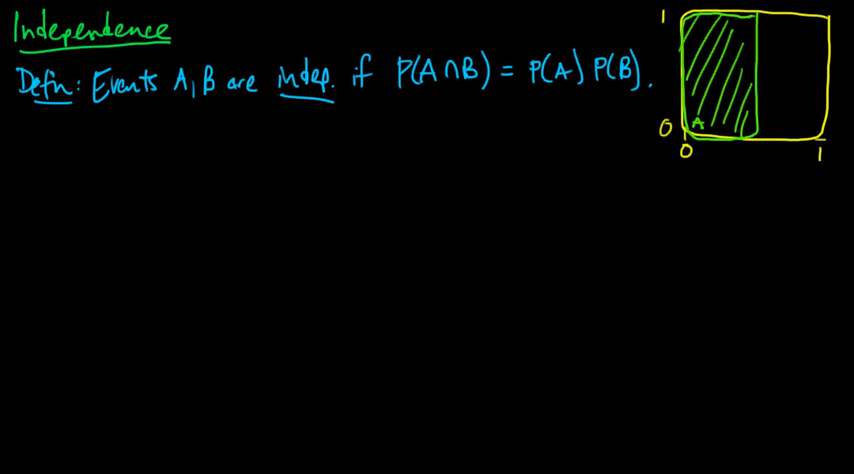 Independence
Defn: Events A, B are indep. if P(A ∩ B) = P(A) P(B).
1
A
0
0 1